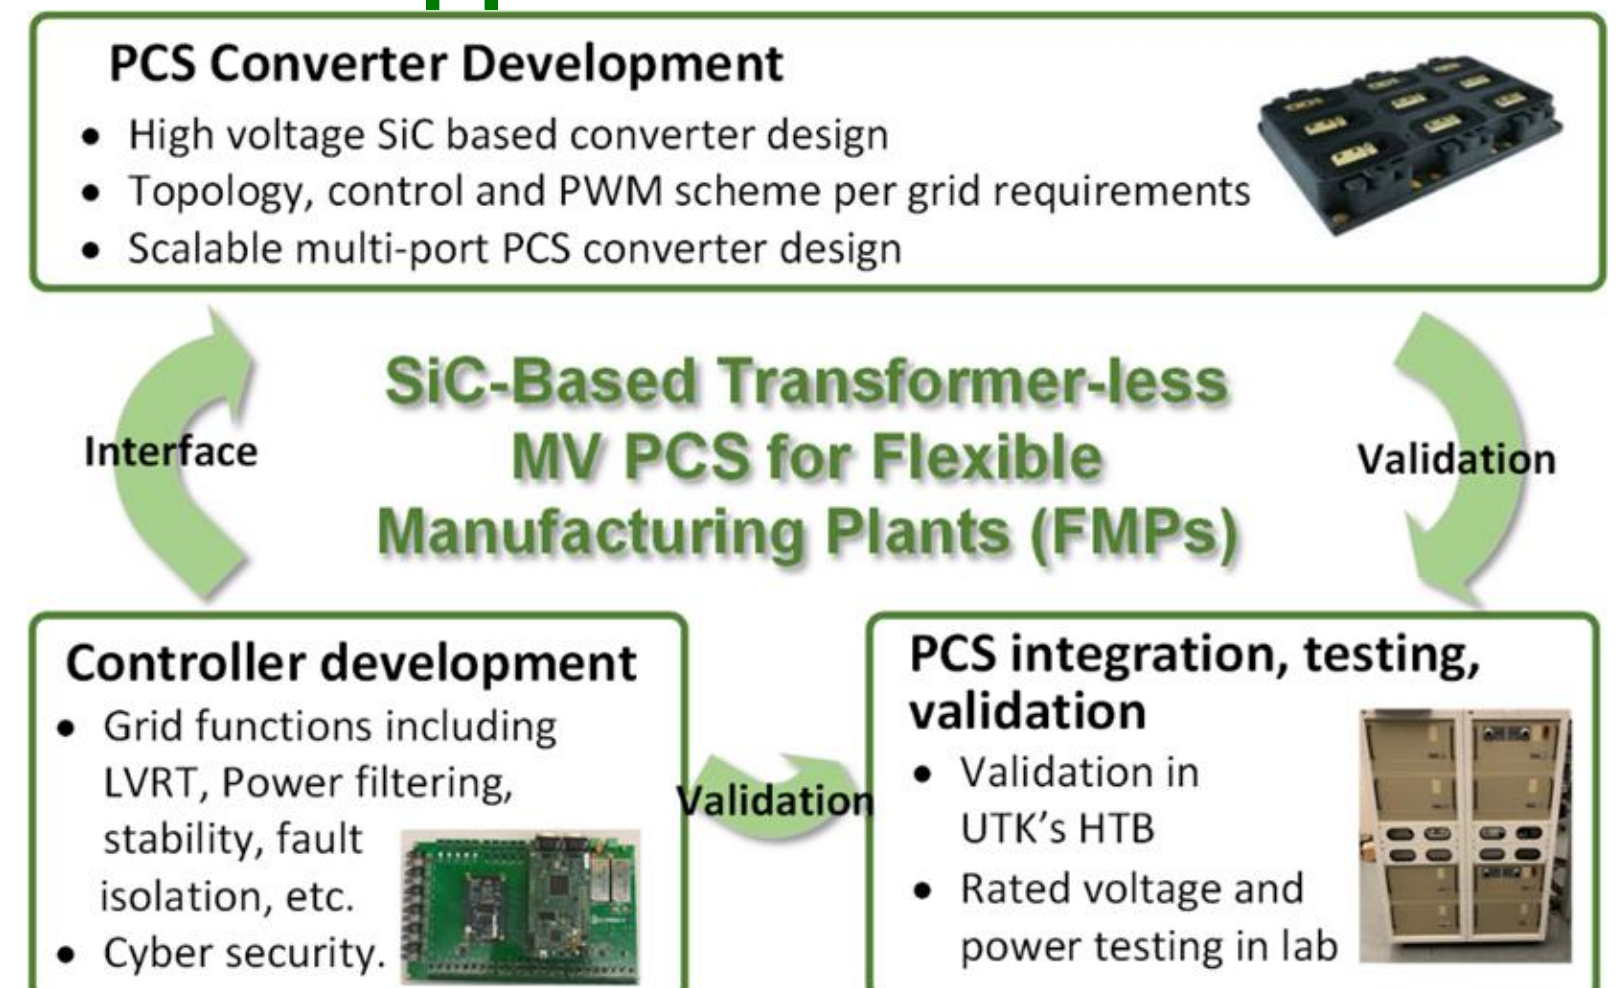 PCS Converter Development
• High voltage SiC based converter design
• Topology, control and PWM scheme per grid requirements
• Scalable multi-port PCS converter design
SiC-Based Transformer-less
MV PCS for Flexible
Manufacturing Plants (FMPs)
Interface
Validation
Controller development
• Grid functions including
LVRT, Power filtering,
stability, fault
isolation, etc.
• Cyber security.
Validation
PCS integration, testing,
validation
• Validation in
UTK's HTB
• Rated voltage and
power testing in lab